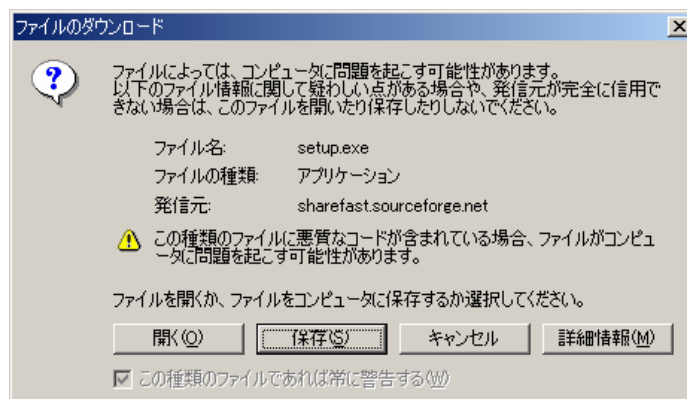 ファイルのダウンロード
ファイルによっては、コンピュータに問題を起こす可能性があります。
以下のファイル情報に関して疑わしい点がある場合や、発信元が完全に信用で
きない場合は、このファイルを開いたり保存したりしないでください。
ファイル名: setup.exe
ファイルの種類: アプリケーション
発信元: sharefast.sourceforge.net
この種類のファイルに悪質なコードが含まれている場合、ファイルがコンピュ
ータに問題を起こす可能性があります。
ファイルを開くか、ファイルをコンピュータに保存するか選択してください。
開く(O) 保存(S) キャンセル 詳細情報(M)
この種類のファイルであれば常に警告する(W)